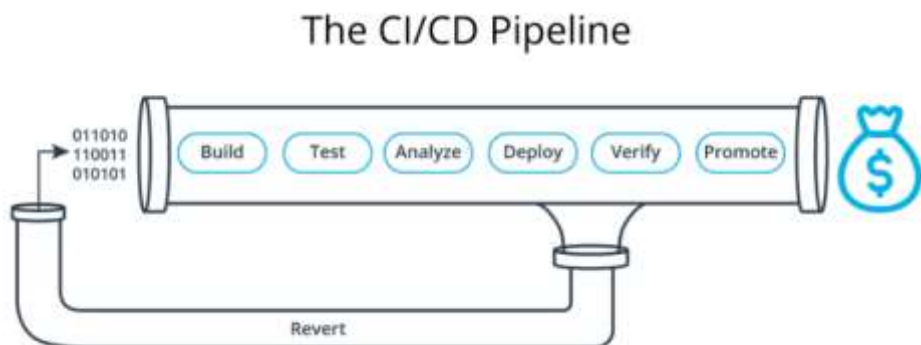 The CI/CD Pipeline
011010
110011
010101
Build Test Analyze Deploy Verify Promote
$
Revert